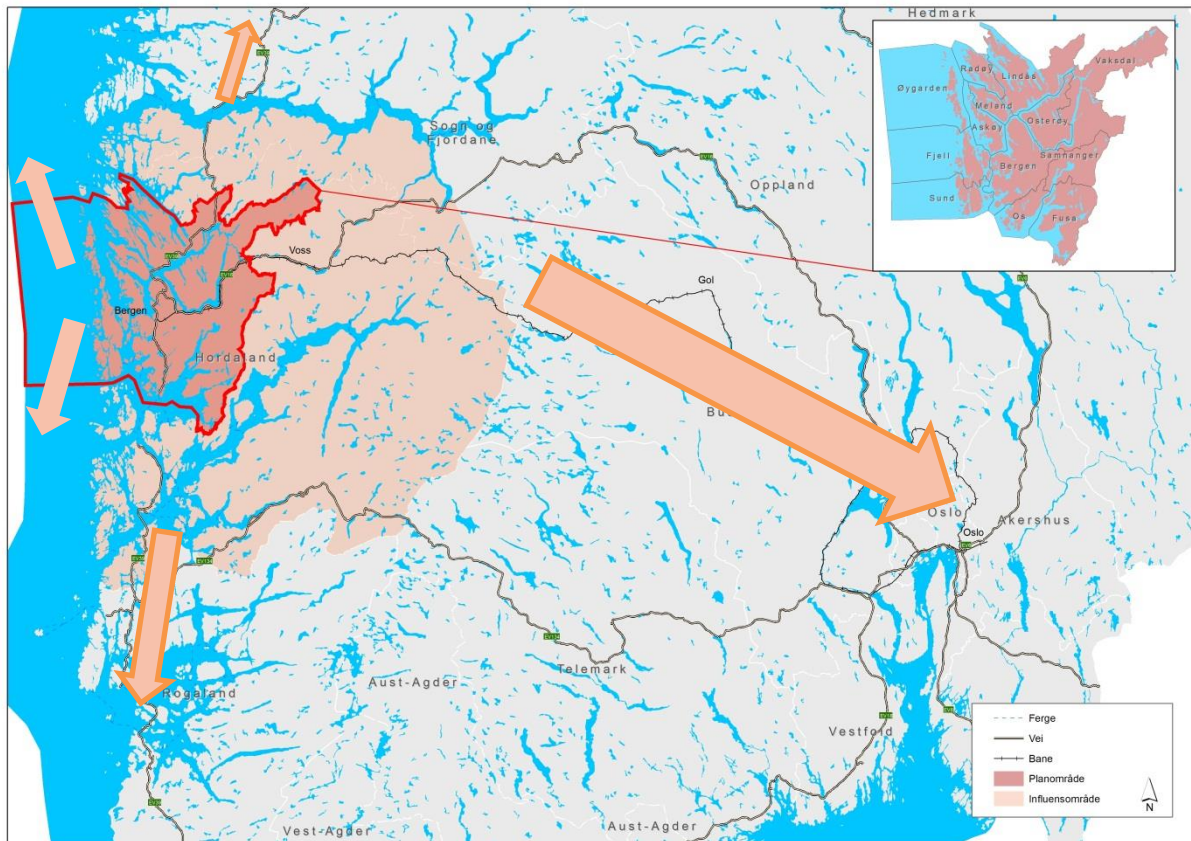 Hedmark
Vaksdal
Radøy
Lindås
Øygarden
Meland
Osterøy
Askøy
Fjell
Bergen
Samnanger
Sund
Os
Fusa
Sogn og
Fjordane
Oppland
Voss
Gol
Bergen
Hordaland
Bu
Oslo
Akershus
Oslo
EV134
Telemark
Aust-Agder
Rogaland
Vestfold
Vest-Agder
Aust-Agder
Ferge
Vei
Bane
Planområde
Influensområde
N